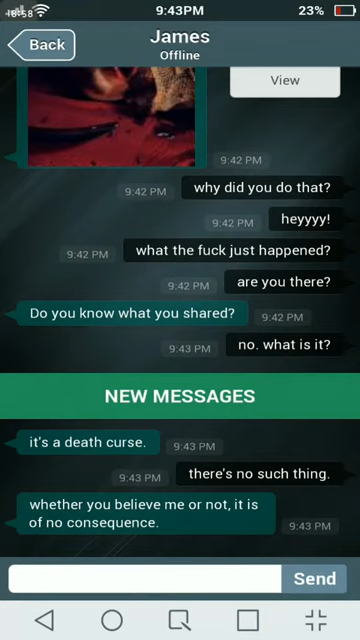 18:58
9:43PM
23%
Back
James
Offline
View
9:42 PM
9:42 PM why did you do that?
9:42 PM heyyyy!
9:42 PM what the fuck just happened?
9:42 PM are you there?
Do you know what you shared? 9:42 PM
9:43 PM no. what is it?
NEW MESSAGES
it's a death curse. 9:43 PM
9:43 PM there's no such thing.
whether you believe me or not, it is
of no consequence. 9:43 PM
Send